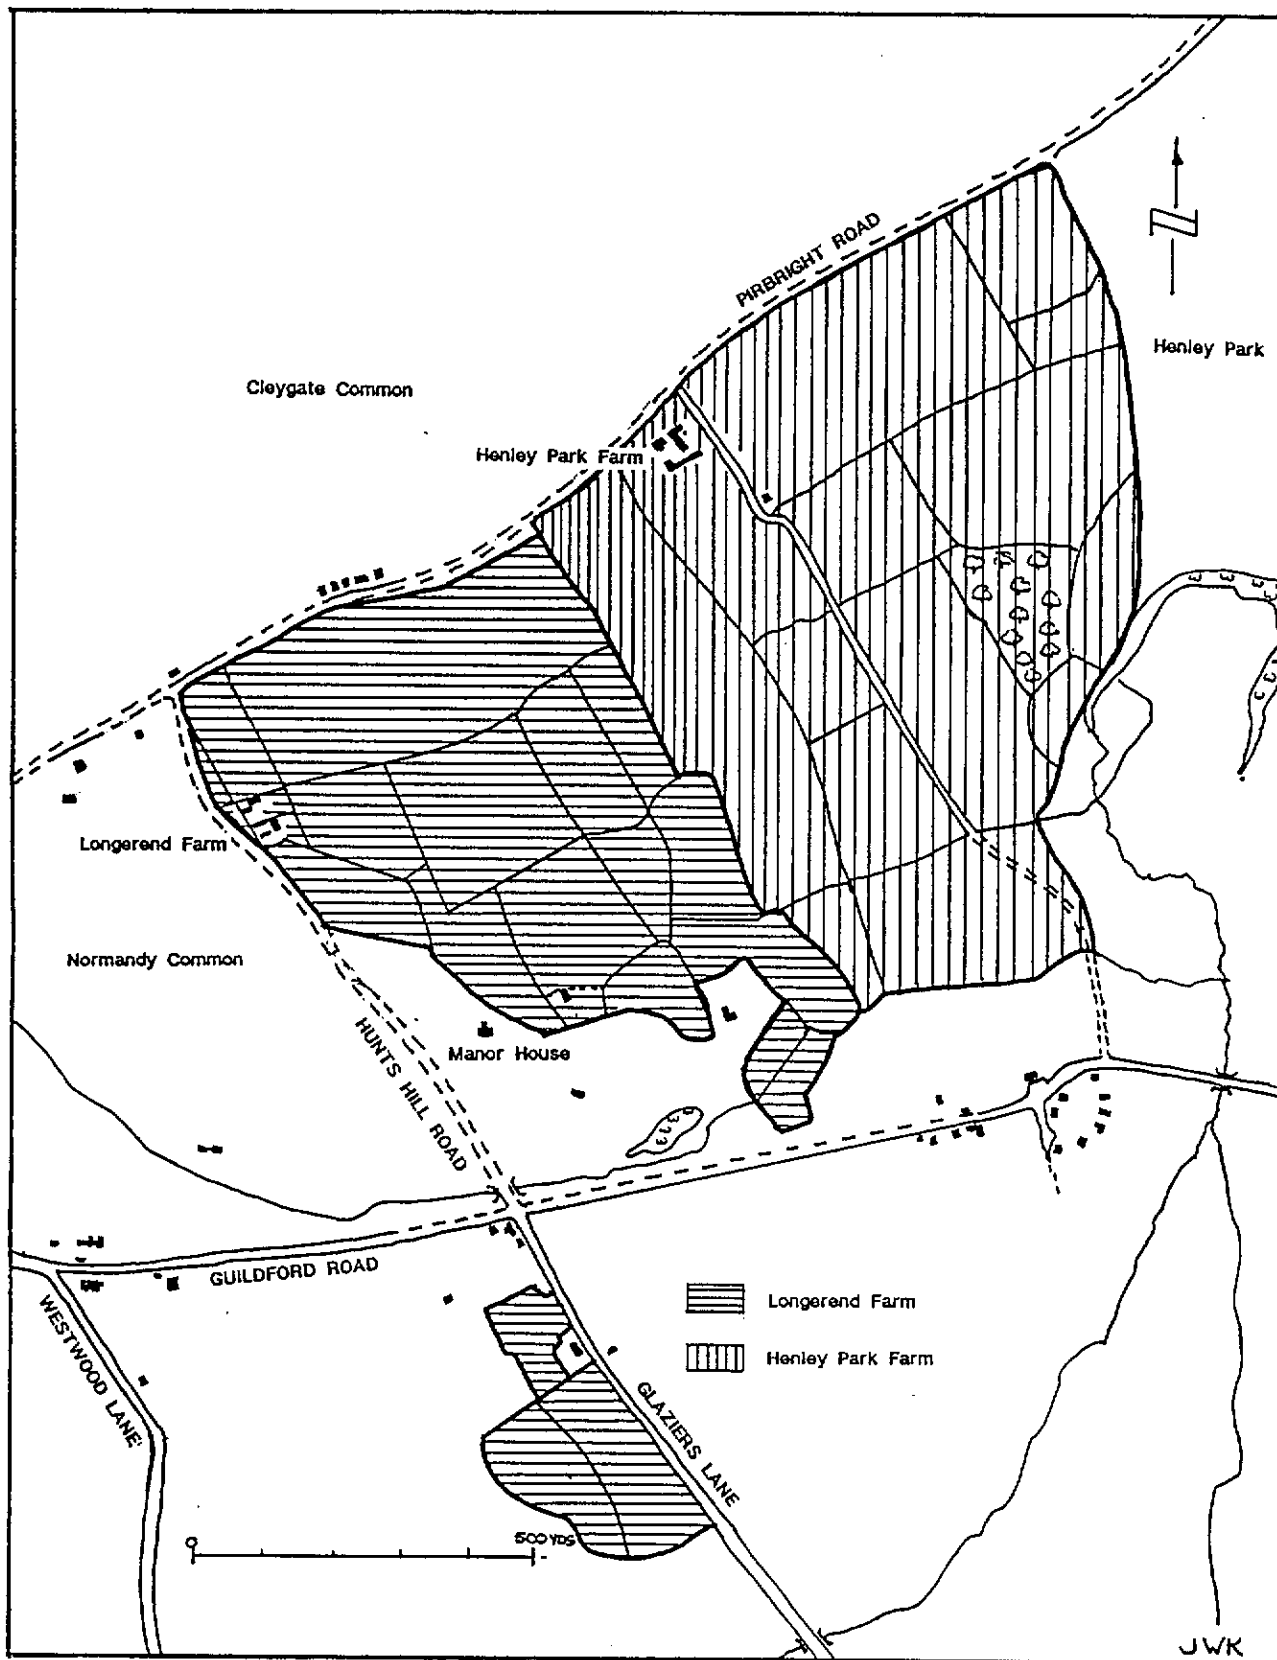 PIRBRIGHT ROAD
N
Henley Park
Cleygate Common
Henley Park Farm
Longerend Farm
Normandy Common
Manor House
HUNTS HILL ROAD
GUILDFORD ROAD
WESTWOOD LANE
Longerend Farm
Henley Park Farm
GLAZIERS LANE
0
500 YDS
JWK